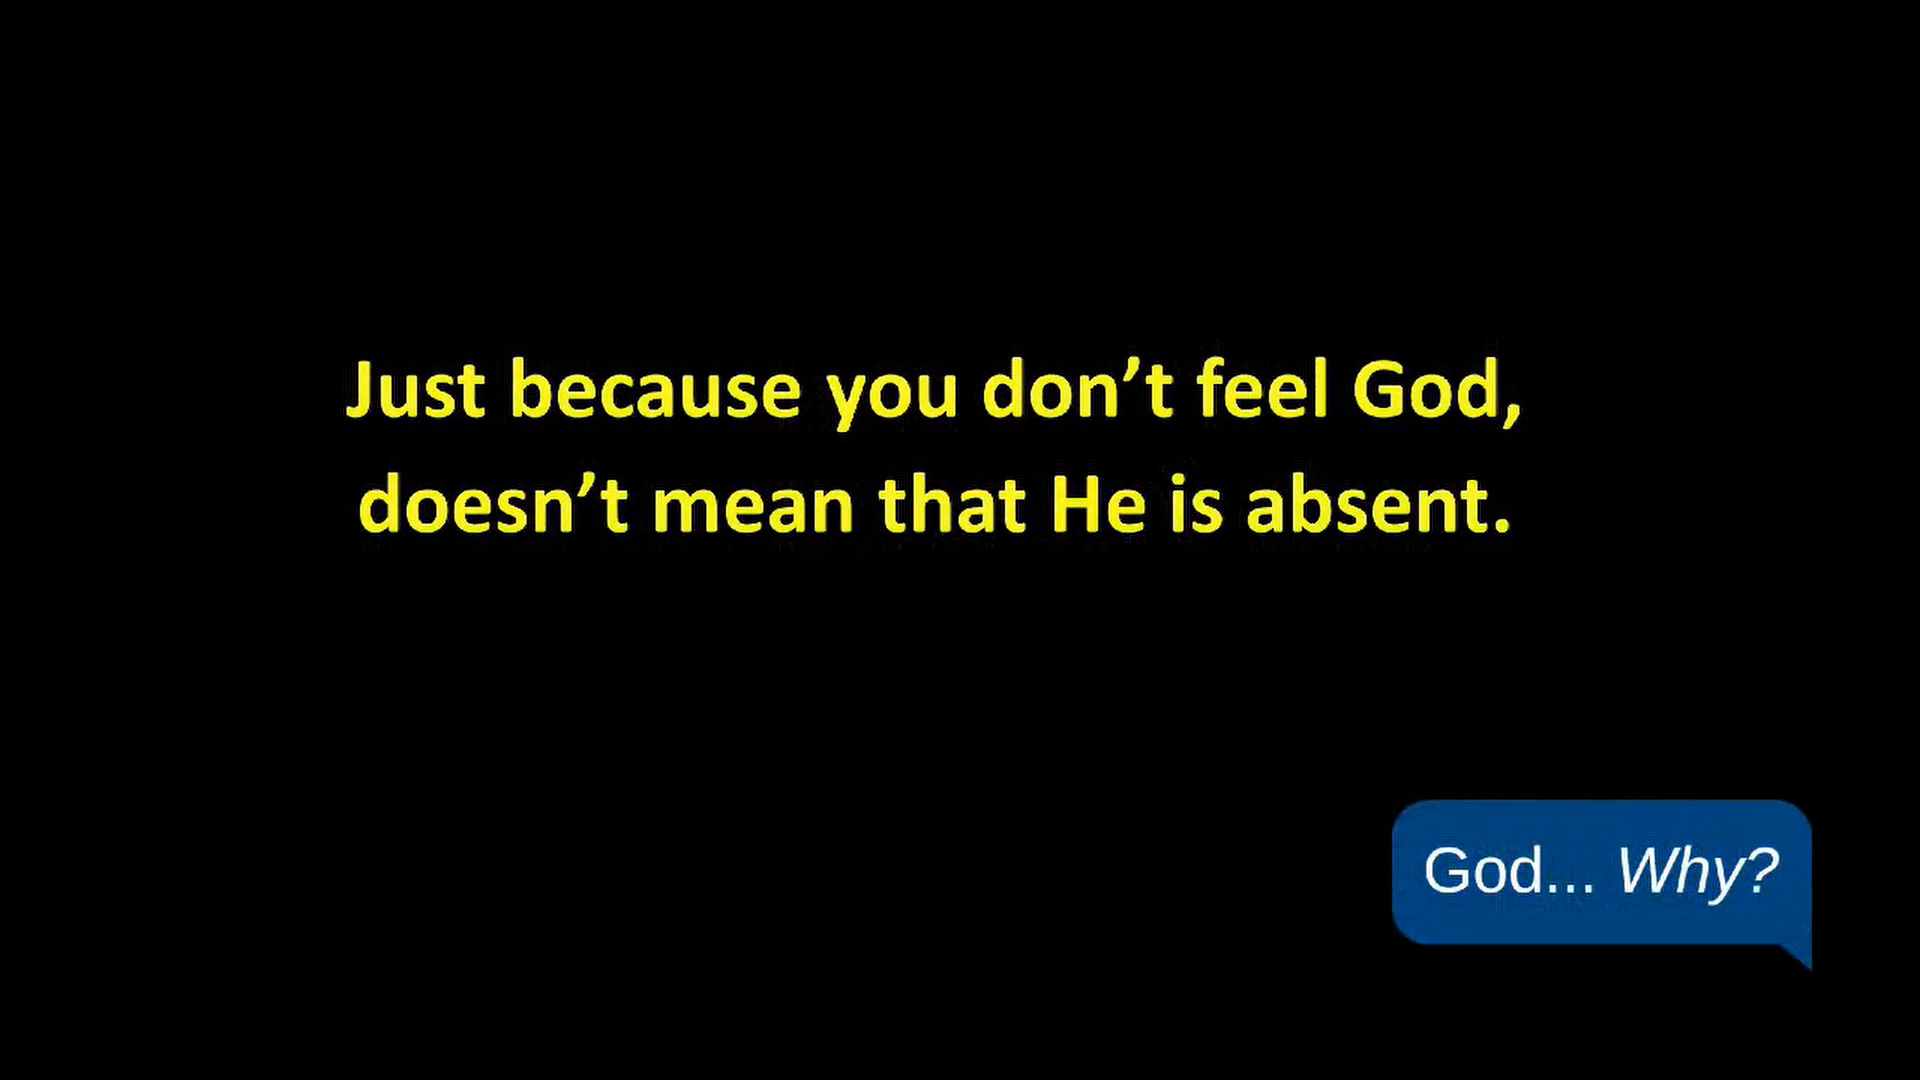 Just because you don’t feel God,
doesn’t mean that He is absent.
God... Why?